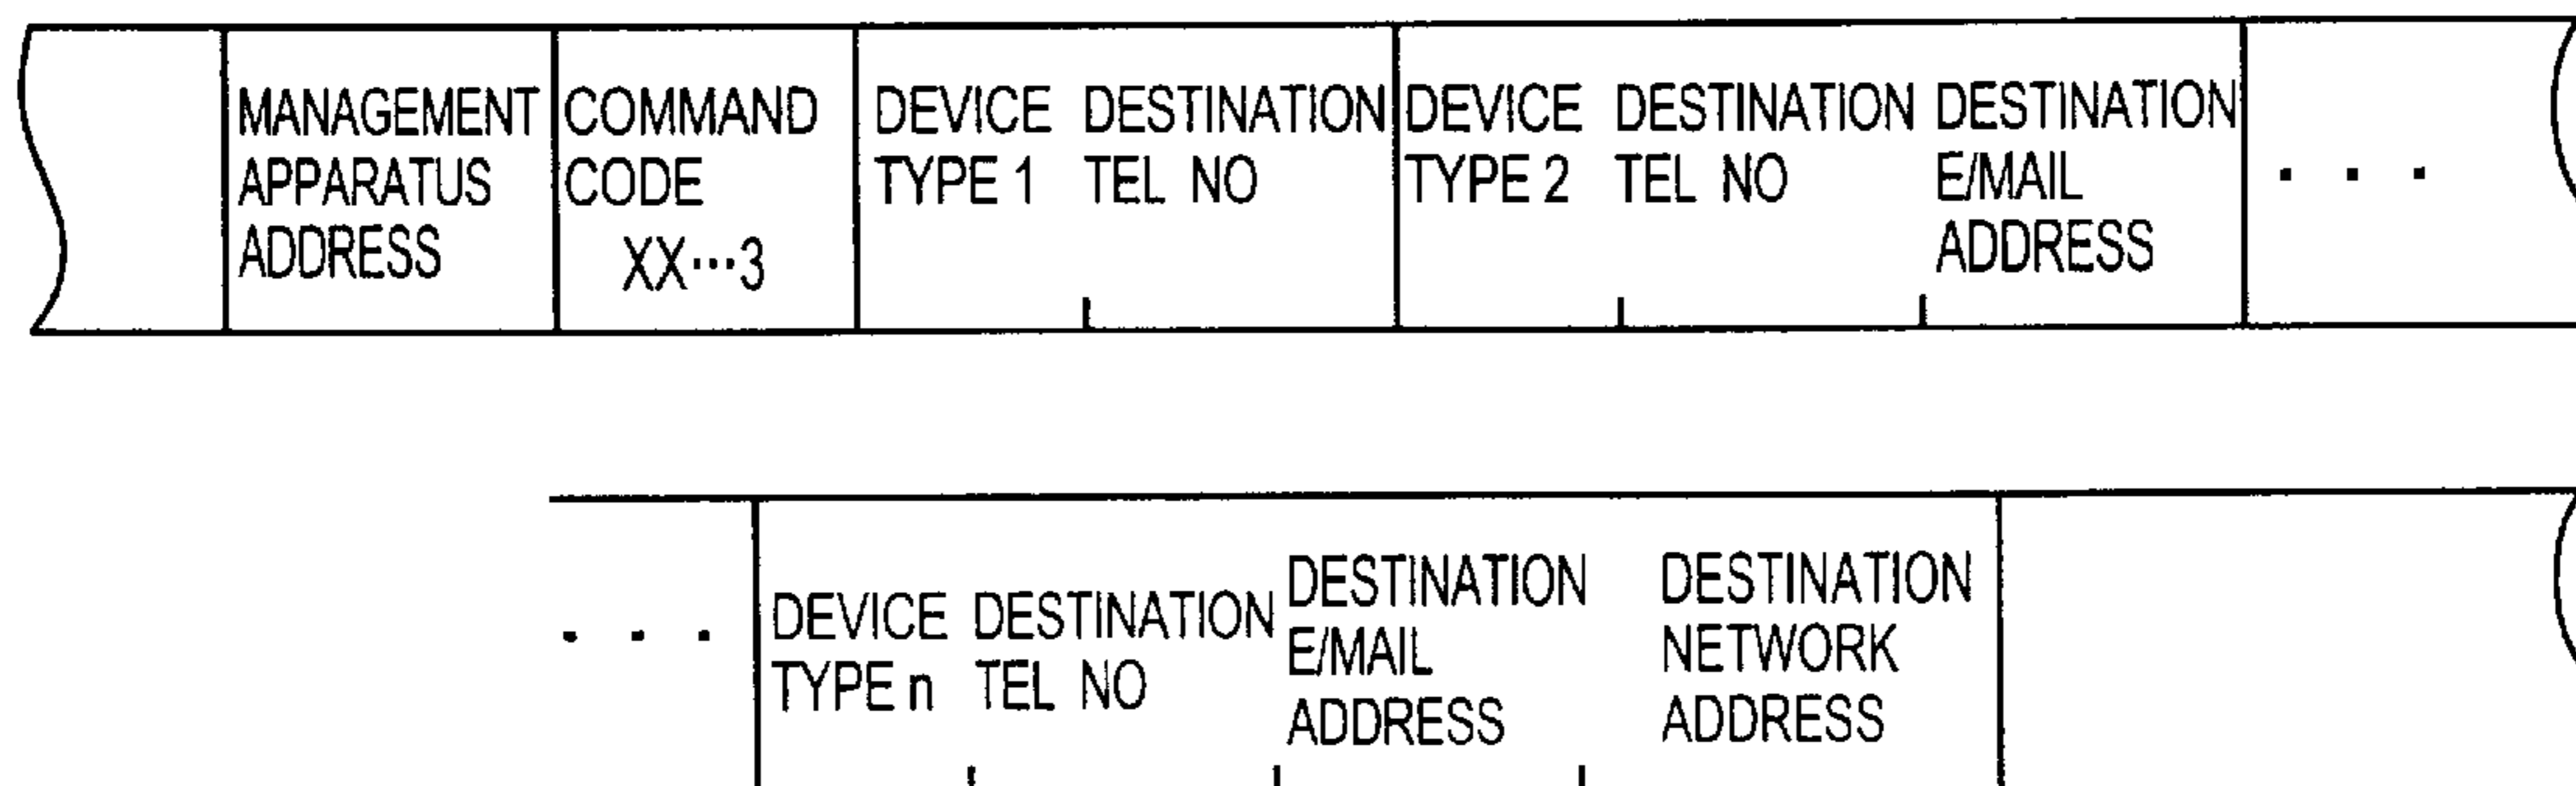 MANAGEMENT APPARATUS ADDRESS
COMMAND CODE XX···3
DEVICE TYPE 1
DESTINATION TEL NO
DEVICE TYPE 2
DESTINATION TEL NO
DESTINATION E/MAIL ADDRESS
. . .
. . .
DEVICE TYPE n
DESTINATION TEL NO
DESTINATION E/MAIL ADDRESS
DESTINATION NETWORK ADDRESS